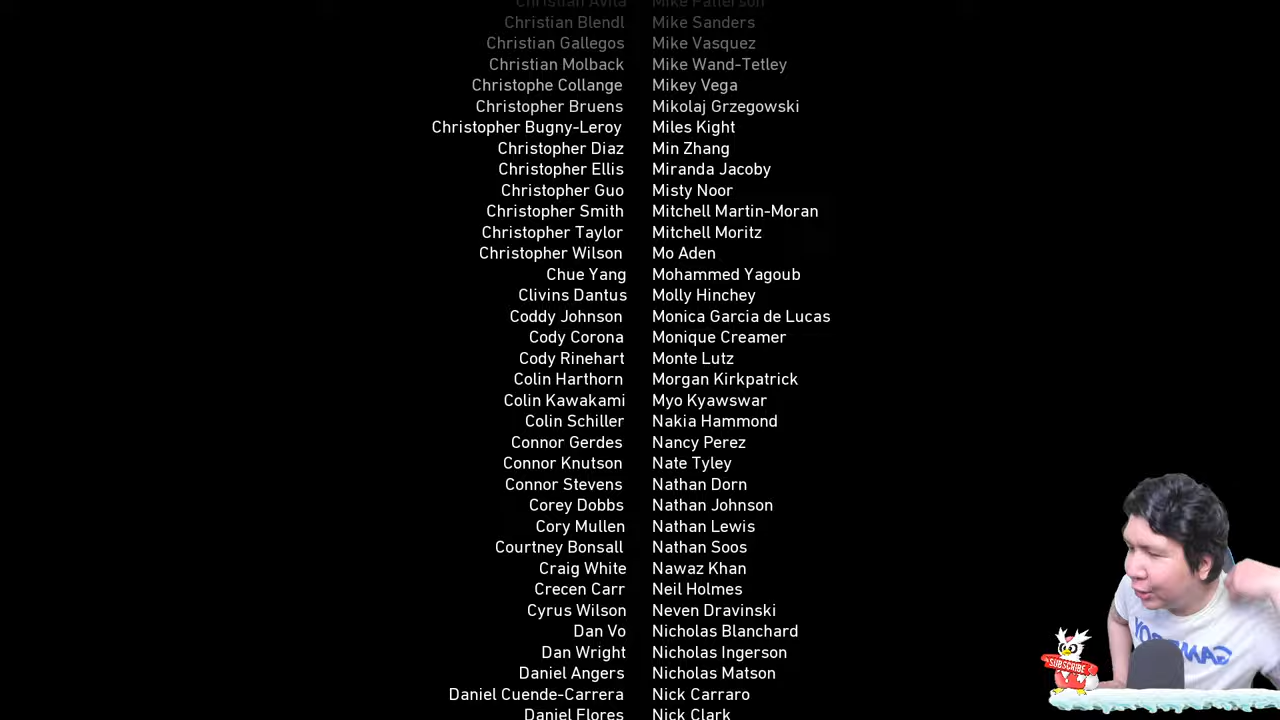 Christian Avila Mike Patterson
Christian Blendl Mike Sanders
Christian Gallegos Mike Vasquez
Christian Molback Mike Wand-Tetley
Christophe Collange Mikey Vega
Christopher Bruens Mikolaj Grzegowski
Christopher Bugny-Leroy Miles Kight
Christopher Diaz Min Zhang
Christopher Ellis Miranda Jacoby
Christopher Guo Misty Noor
Christopher Smith Mitchell Martin-Moran
Christopher Taylor Mitchell Moritz
Christopher Wilson Mo Aden
Chue Yang Mohammed Yagoub
Clivins Dantus Molly Hinchey
Coddy Johnson Monica Garcia de Lucas
Cody Corona Monique Creamer
Cody Rinehart Monte Lutz
Colin Harthorn Morgan Kirkpatrick
Colin Kawakami Myo Kyawswar
Colin Schiller Nakia Hammond
Connor Gerdes Nancy Perez
Connor Knutson Nate Tyley
Connor Stevens Nathan Dorn
Corey Dobbs Nathan Johnson
Cory Mullen Nathan Lewis
Courtney Bonsall Nathan Soos
Craig White Nawaz Khan
Crecen Carr Neil Holmes
Cyrus Wilson Neven Dravinski
Dan Vo Nicholas Blanchard
Dan Wright Nicholas Ingerson
Daniel Angers Nicholas Matson
Daniel Cuende-Carrera Nick Carraro
Daniel Flores Nick Clark
SUBSCRIBE